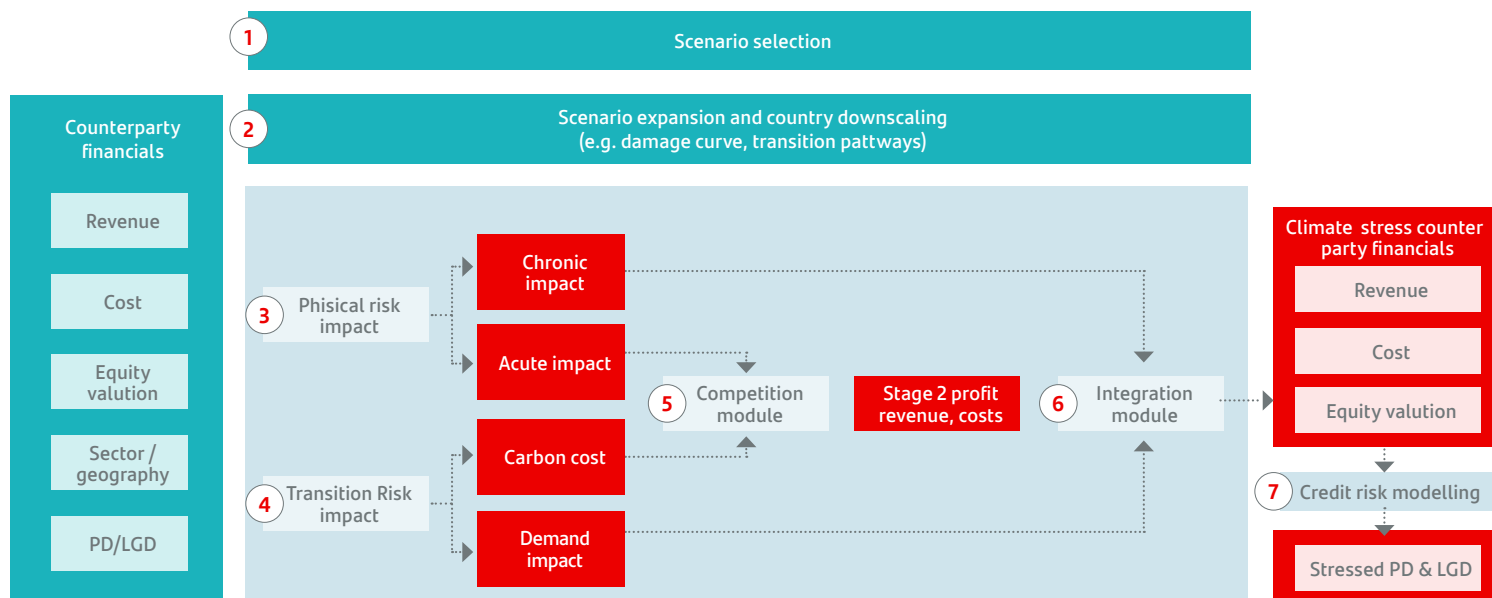 1
Scenario selection
Counterparty
financials
Revenue
Cost
Equity
valution
Sector /
geography
PD/LGD
2
Scenario expansion and country downscaling
(e.g. damage curve, transition pattways)
3
Phisical risk
impact
Chronic
impact
Acute impact
4
Transition Risk
impact
Carbon cost
Demand
impact
5
Competition
module
Stage 2 profit
revenue, costs
6
Integration
module
Climate stress counter
party financials
Revenue
Cost
Equity valution
7
Credit risk modelling
Stressed PD & LGD